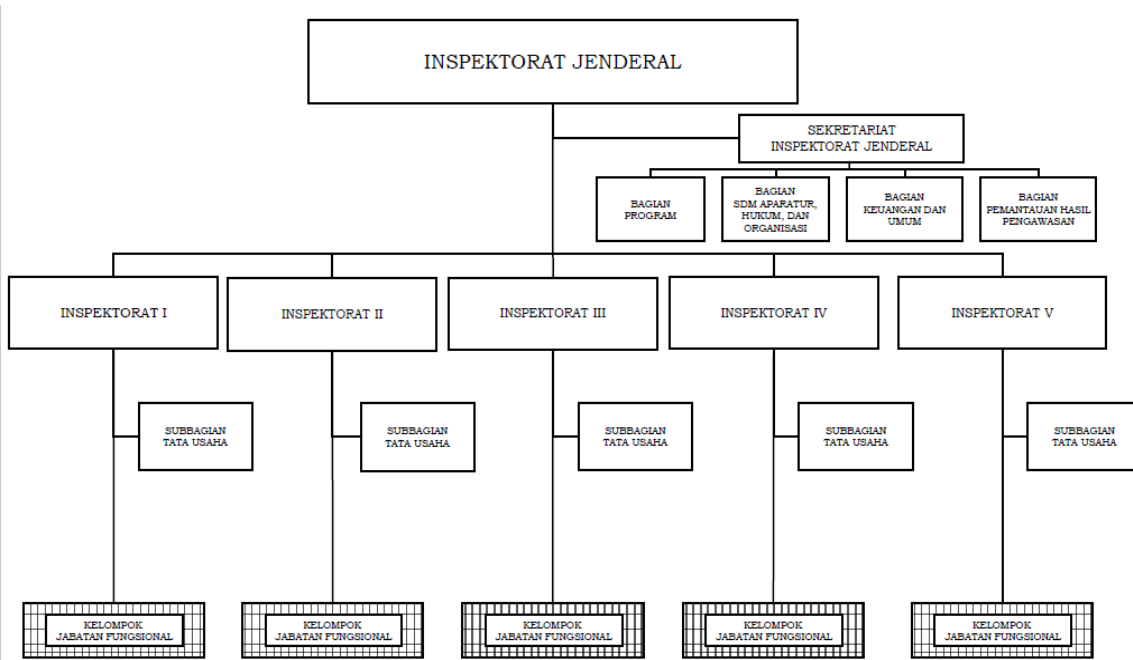 INSPEKTORAT JENDERAL
SEKRETARIAT
INSPEKTORAT JENDERAL
BAGIAN
PROGRAM
BAGIAN
SDM APARATUR,
HUKUM, DAN
ORGANISASI
BAGIAN
KEUANGAN DAN
UMUM
BAGIAN
PEMANTAUAN HASIL
PENGAWASAN
INSPEKTORAT I
INSPEKTORAT II
INSPEKTORAT III
INSPEKTORAT IV
INSPEKTORAT V
SUBBAGIAN
TATA USAHA
SUBBAGIAN
TATA USAHA
SUBBAGIAN
TATA USAHA
SUBBAGIAN
TATA USAHA
SUBBAGIAN
TATA USAHA
KELOMPOK
JABATAN FUNGSIONAL
KELOMPOK
JABATAN FUNGSIONAL
KELOMPOK
JABATAN FUNGSIONAL
KELOMPOK
JABATAN FUNGSIONAL
KELOMPOK
JABATAN FUNGSIONAL